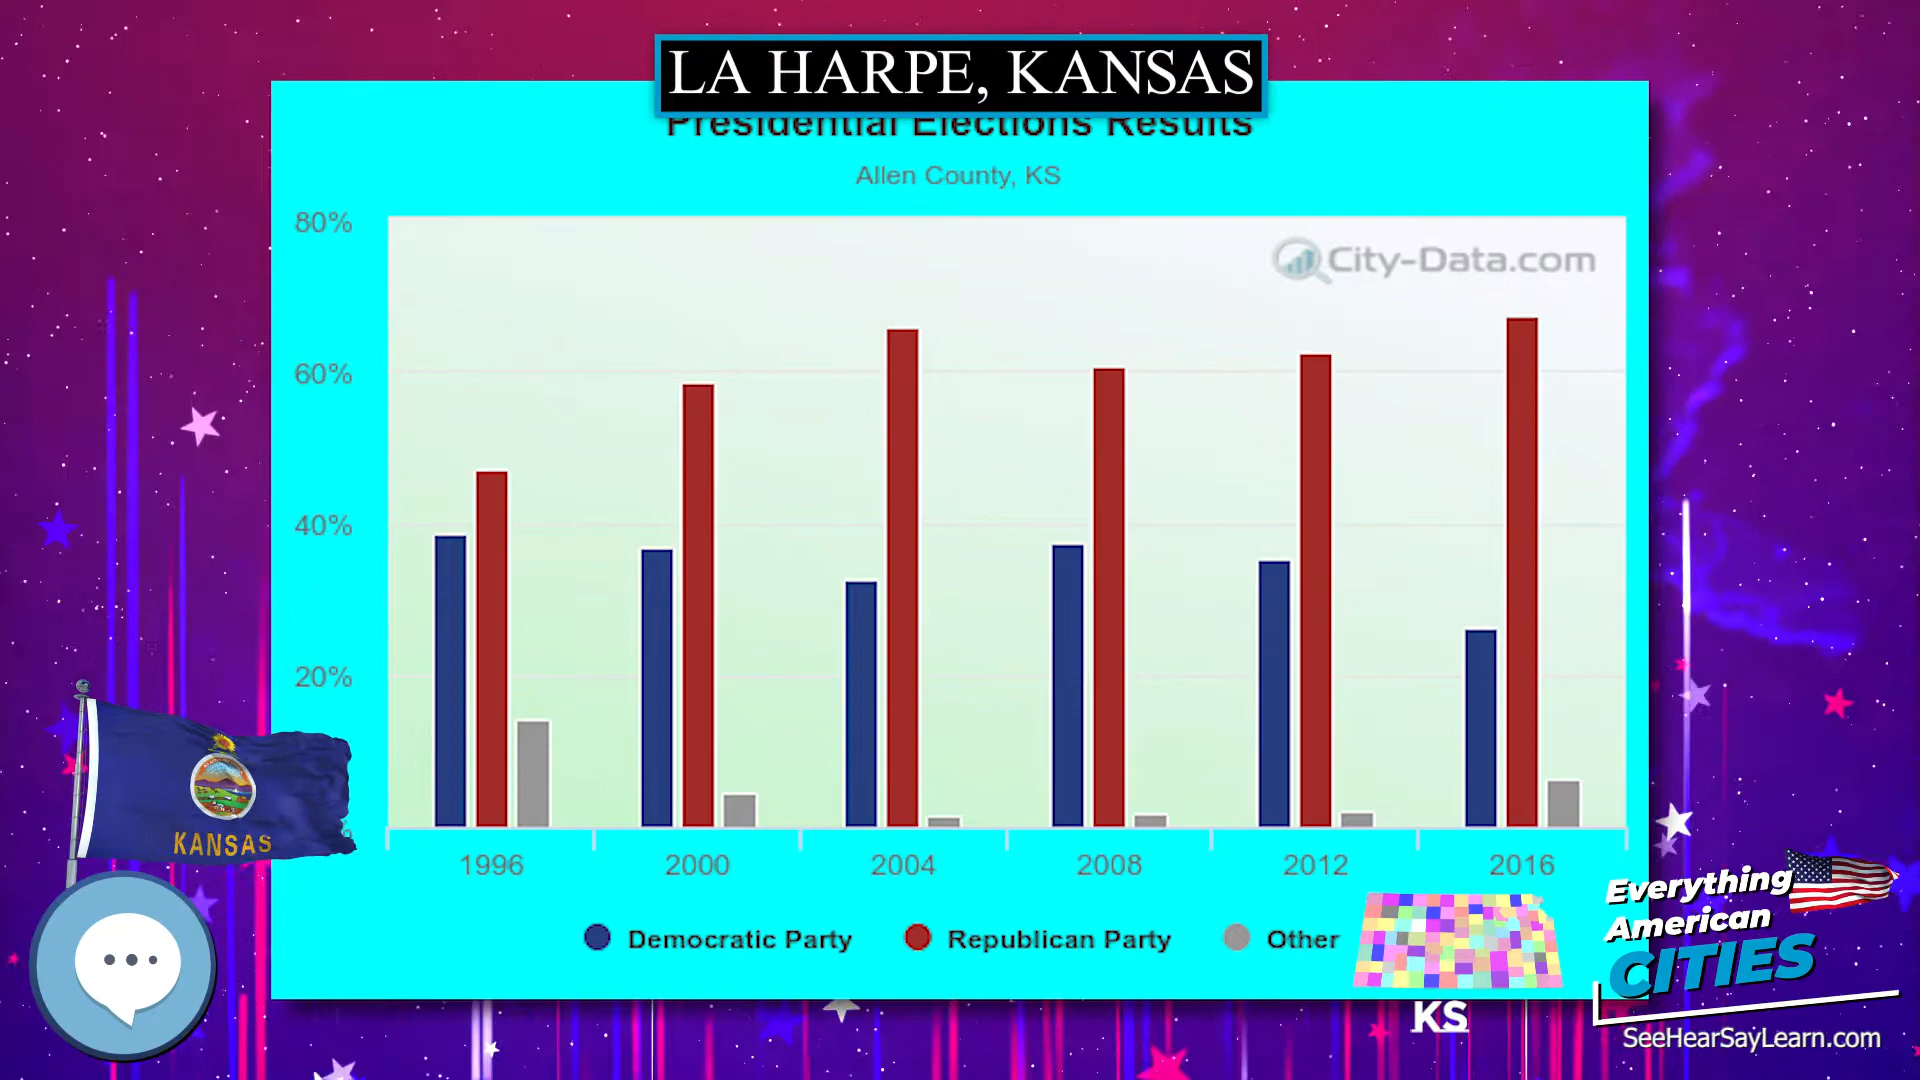 LA HARPE, KANSAS
Presidential Elections Results
Allen County, KS
80%
City-Data.com
60%
40%
20%
KANSAS
1996
2000
2004
2008
2012
2016
Democratic Party
Republican Party
Other
KS
Everything
American
CITIES
SeeHearSayLearn.com